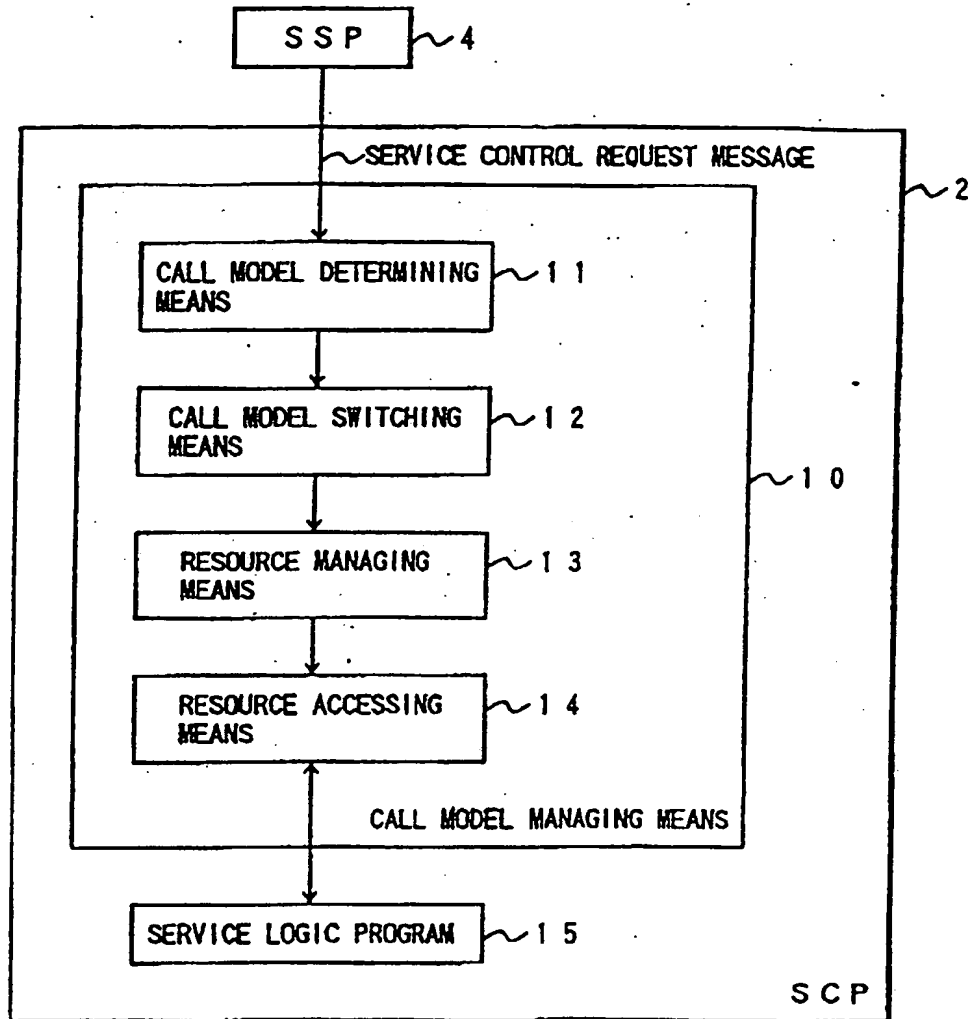 SSP 4
SERVICE CONTROL REQUEST MESSAGE
2
CALL MODEL DETERMINING
MEANS
11
CALL MODEL SWITCHING
MEANS
12
10
RESOURCE MANAGING
MEANS
13
RESOURCE ACCESSING
MEANS
14
CALL MODEL MANAGING MEANS
SERVICE LOGIC PROGRAM 15
SCP